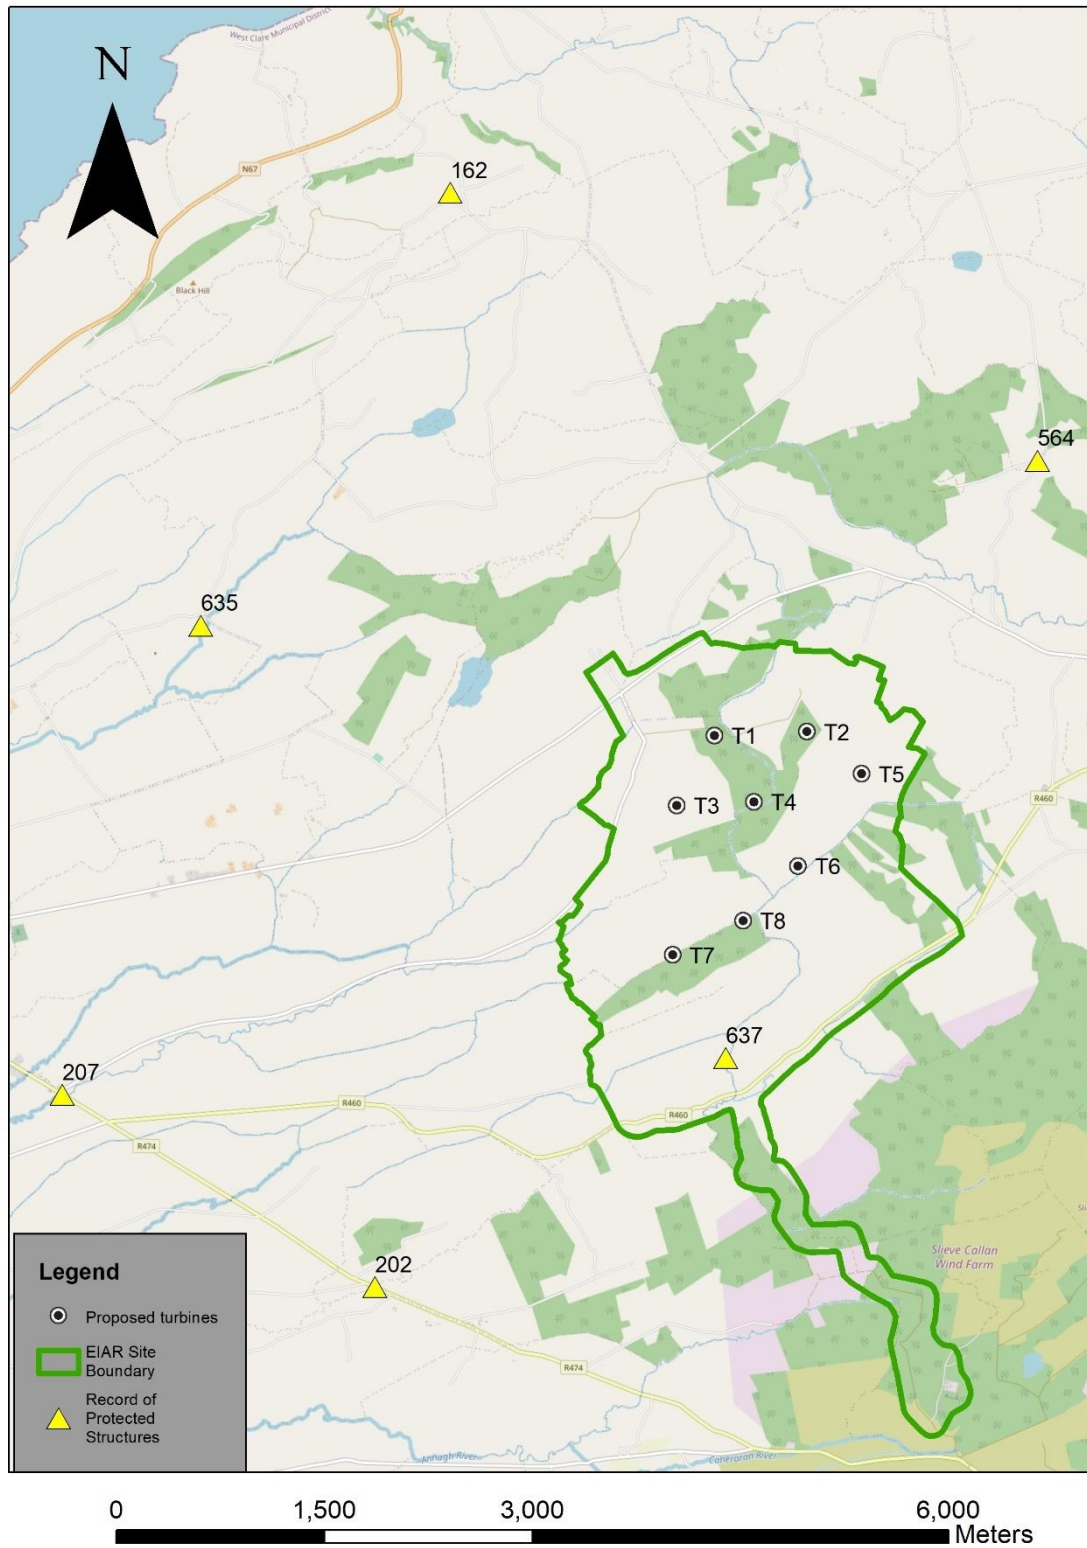 West Clare Municipal District
N
N67
162
Black Hill
564
635
T1
T2
T5
T3
T4
R460
T6
T8
T7
637
207
R460
R460
R474
Slieve Callan
Wind Farm
202
Legend
Proposed turbines
EIAR Site
Boundary
Record of
Protected
Structures
R474
Annagh River
Caheraran River
0
1,500
3,000
6,000
Meters